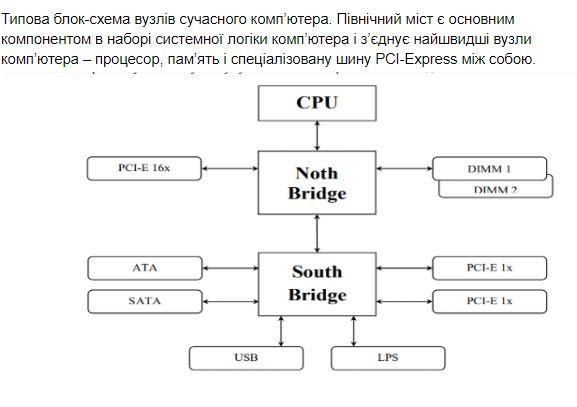 Типова блок-схема вузлів сучасного комп’ютера. Північний міст є основним
компонентом в наборі системної логіки комп’ютера і з’єднує найшвидші вузли
комп’ютера – процесор, пам’ять і спеціалізовану шину PCI-Express між собою.
CPU
PCI-E 16x
Noth
Bridge
DIMM 1
DIMM 2
ATA
SATA
South
Bridge
PCI-E 1x
PCI-E 1x
USB
LPS